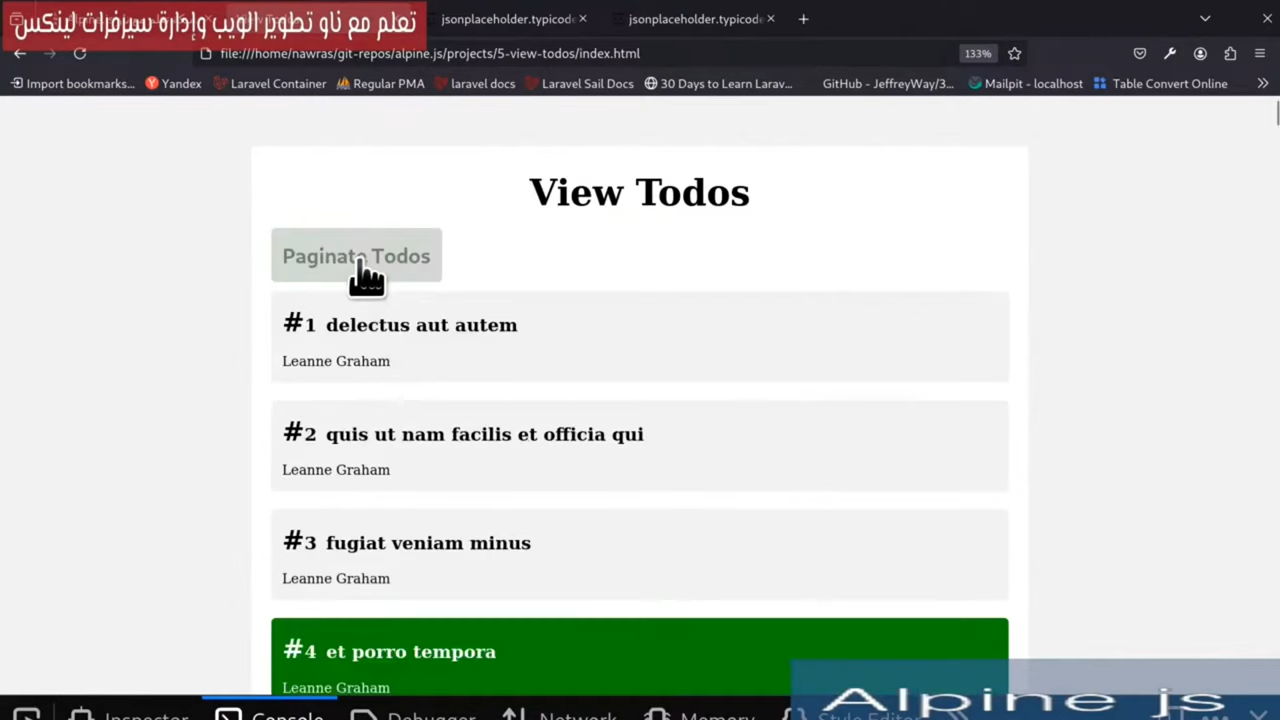 تعلم مع ناو تطوير الويب وإدارة سيرفرات لينكس
jsonplaceholder.typicode
jsonplaceholder.typicode
file:///home/nawras/git-repos/alpine.js/projects/5-view-todos/index.html
133%
Import bookmarks...
Yandex
Laravel Container
Regular PMA
laravel docs
Laravel Sail Docs
30 Days to Learn Larav...
GitHub - JeffreyWay/3...
Mailpit - localhost
Table Convert Online
View Todos
Paginate Todos
#1 delectus aut autem
Leanne Graham
#2 quis ut nam facilis et officia qui
Leanne Graham
#3 fugiat veniam minus
Leanne Graham
#4 et porro tempora
Leanne Graham
Alpine js
Inspector
Console
Debugger
Network
Memory
Style Editor